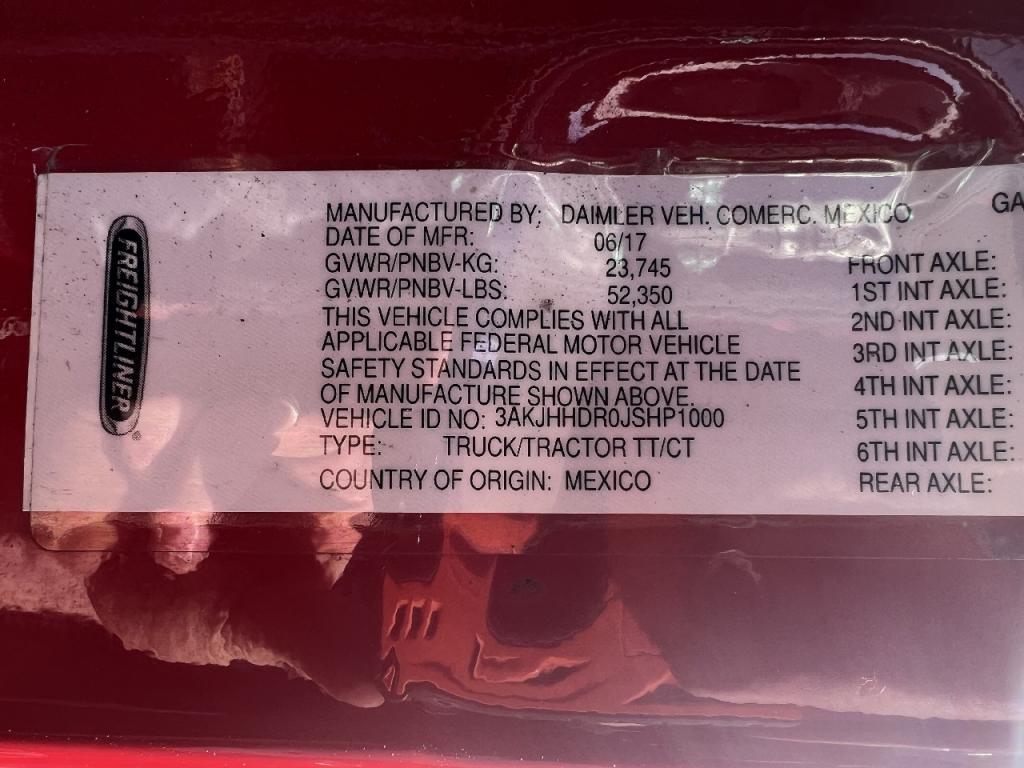 FREIGHTLINER
MANUFACTURED BY: DAIMLER VEH. COMERC. MEXICO
DATE OF MFR: 06/17
GVWR/PNBV-KG: 23,745
GVWR/PNBV-LBS: 52,350
THIS VEHICLE COMPLIES WITH ALL
APPLICABLE FEDERAL MOTOR VEHICLE
SAFETY STANDARDS IN EFFECT AT THE DATE
OF MANUFACTURE SHOWN ABOVE.
VEHICLE ID NO: 3AKJHHDR0JSHP1000
TYPE: TRUCK/TRACTOR TT/CT
COUNTRY OF ORIGIN: MEXICO
GA
FRONT AXLE:
1ST INT AXLE:
2ND INT AXLE:
3RD INT AXLE:
4TH INT AXLE:
5TH INT AXLE:
6TH INT AXLE:
REAR AXLE: